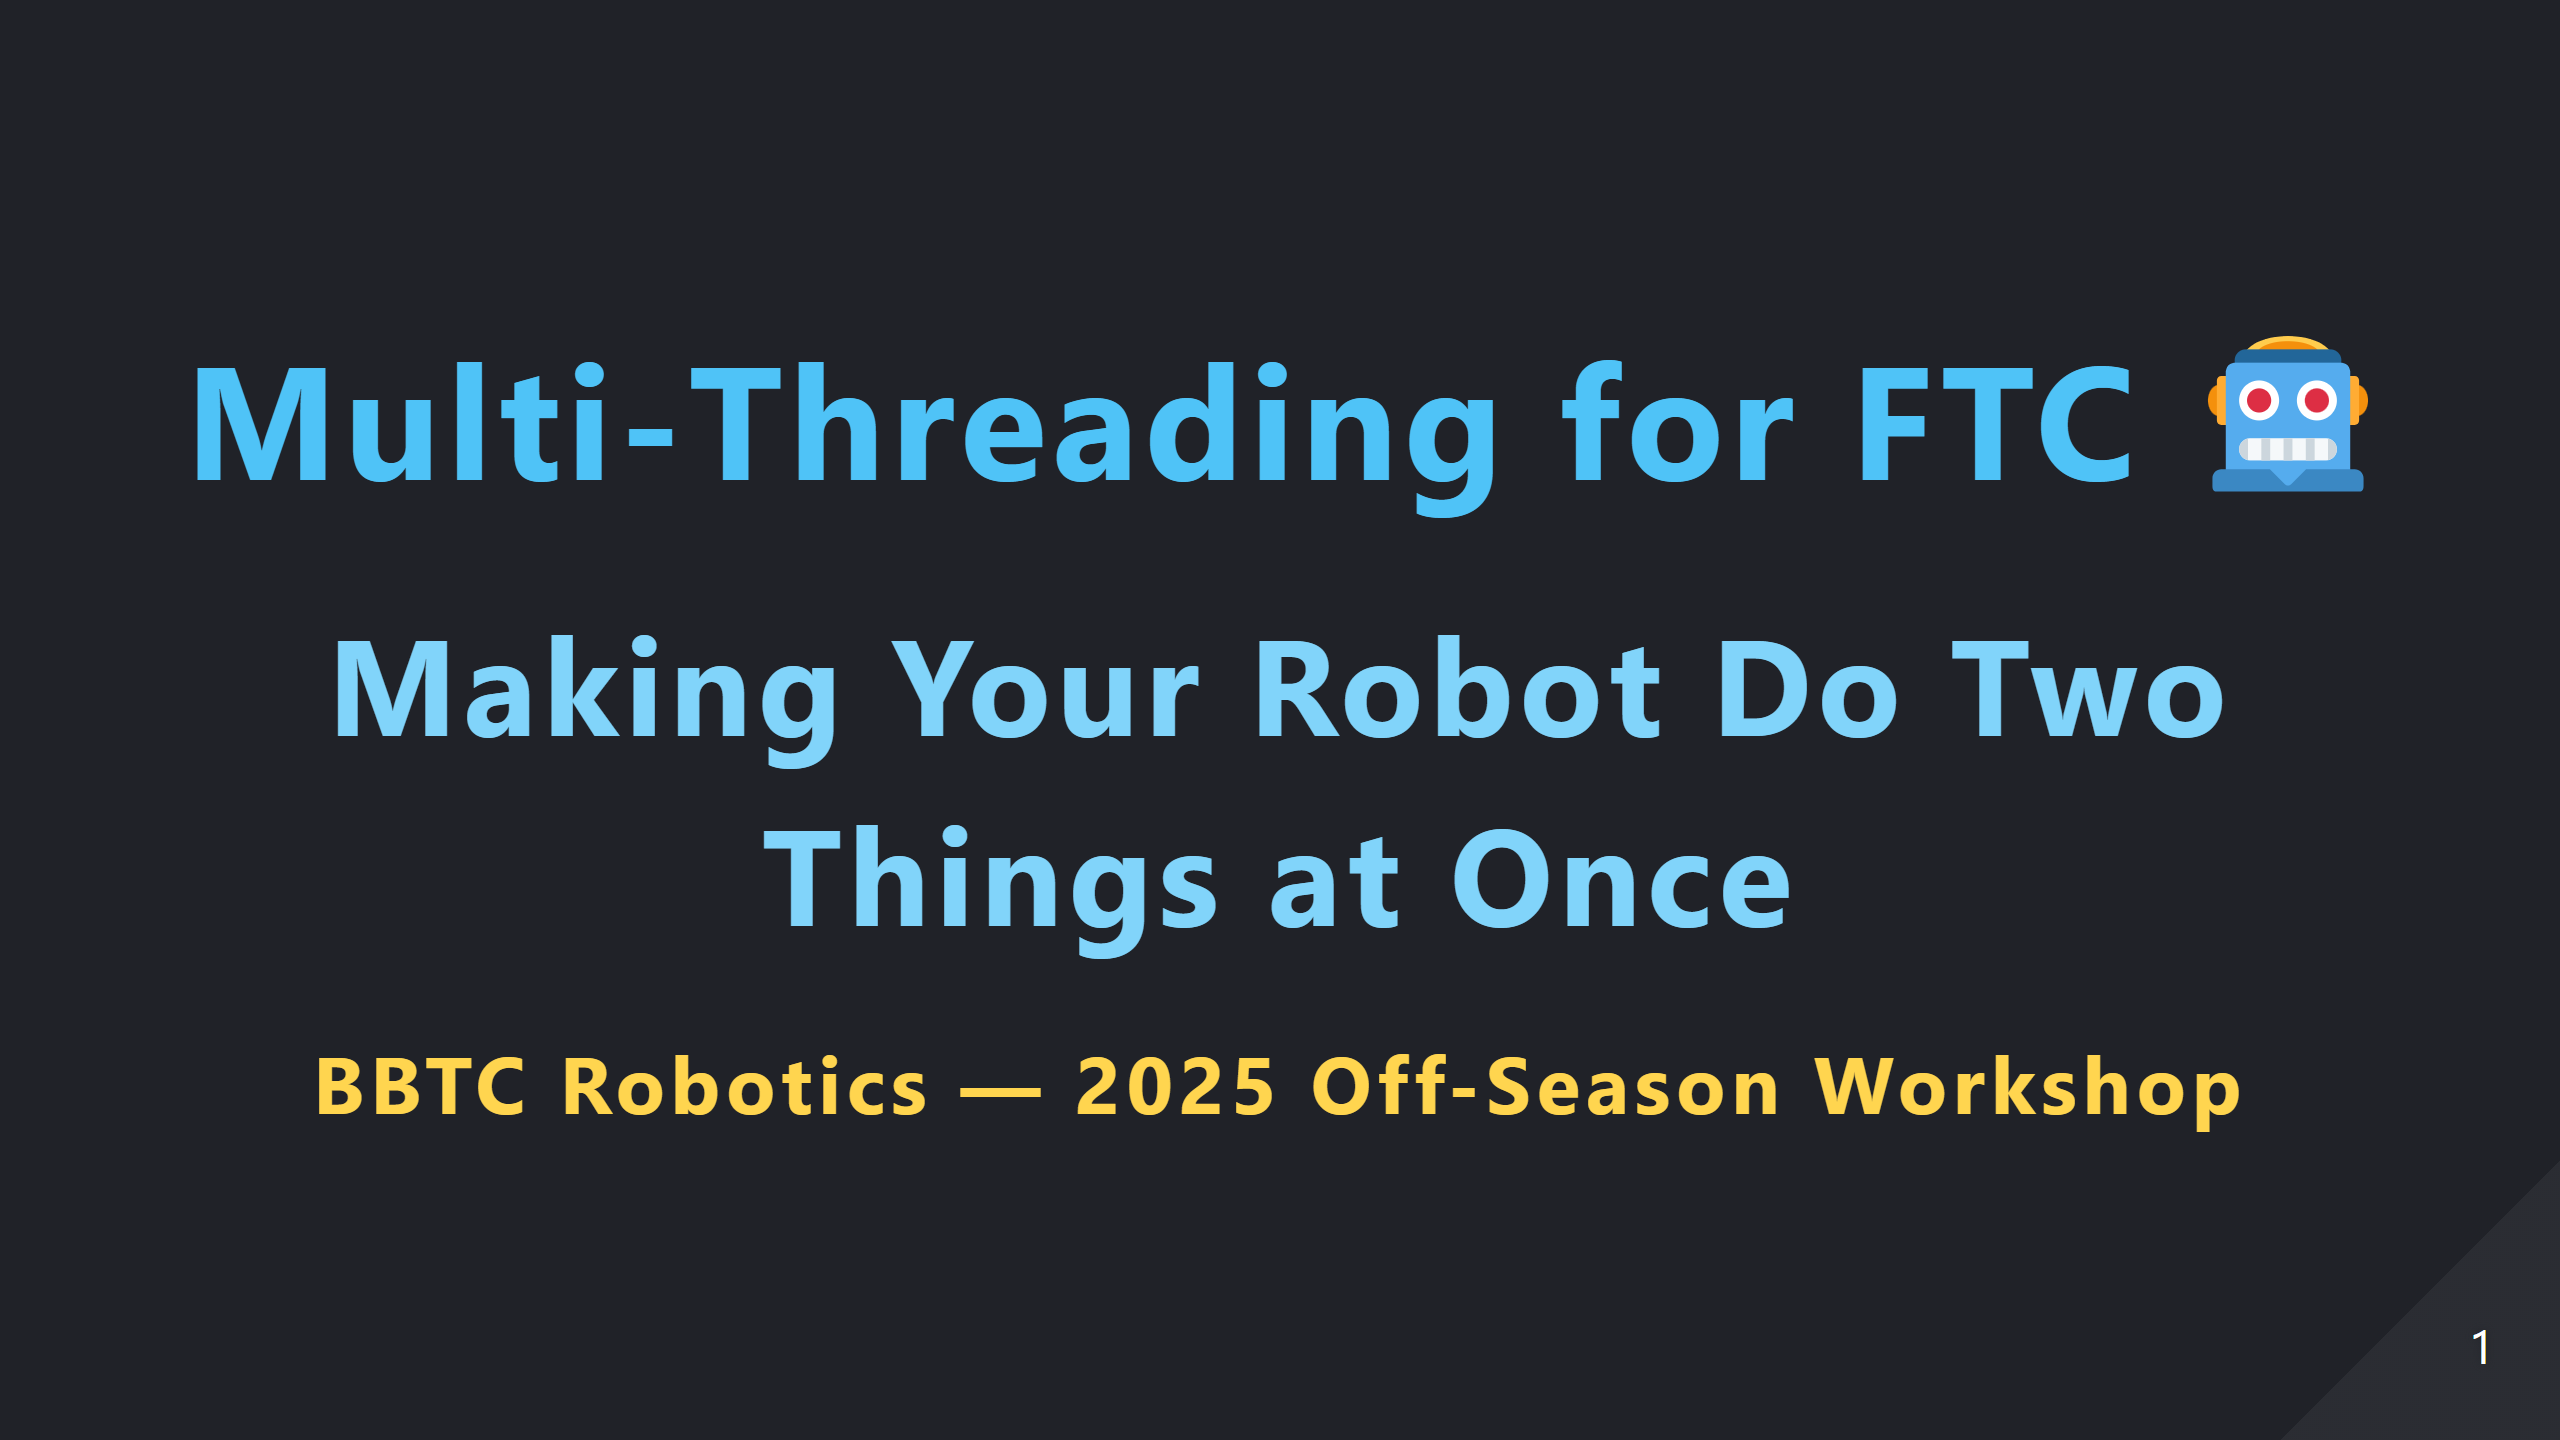 Multi-Threading for FTC
Making Your Robot Do Two
Things at Once
BBTC Robotics — 2025 Off-Season Workshop
1